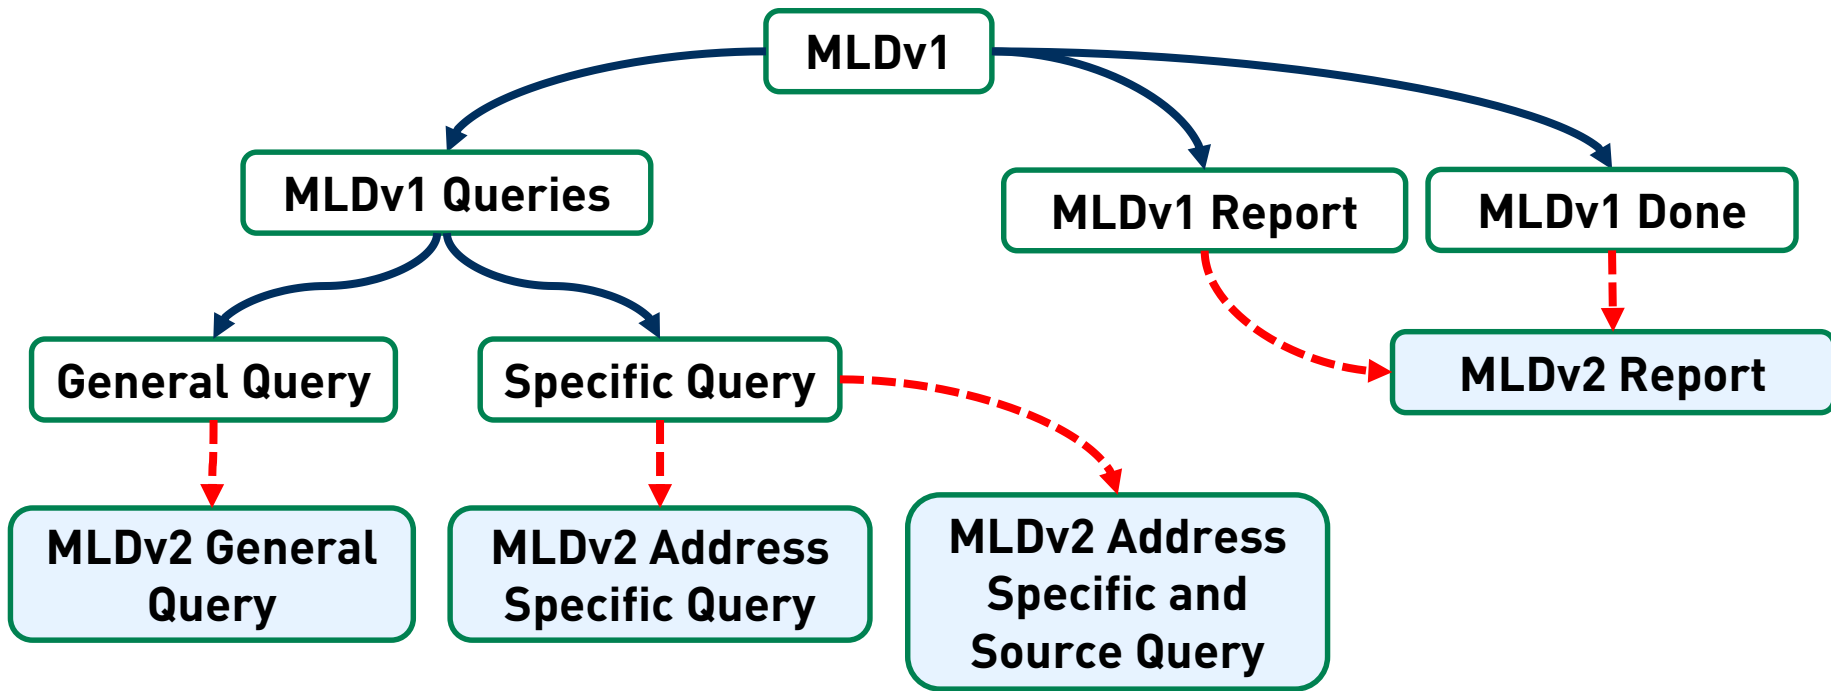 MLDv1
MLDv1 Queries
MLDv1 Report
MLDv1 Done
General Query
Specific Query
MLDv2 Report
MLDv2 General
Query
MLDv2 Address
Specific Query
MLDv2 Address
Specific and
Source Query